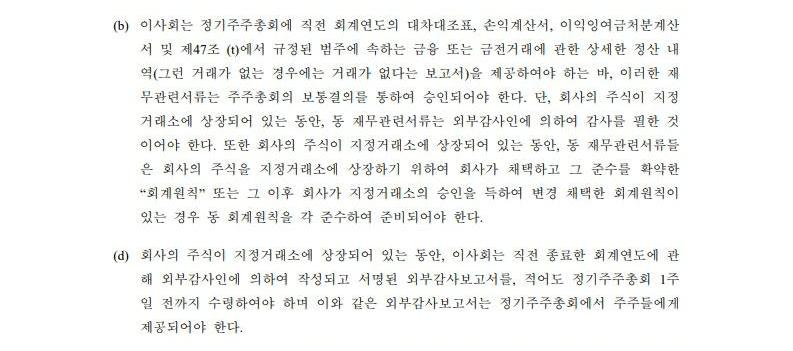 (b) 이사회는 정기주주총회에 직전 회계연도의 대차대조표, 손익계산서, 이익잉여금처분계산
서 및 제47조 (t)에서 규정된 범주에 속하는 금융 또는 금전거래에 관한 상세한 정산 내
역(그런 거래가 없는 경우에는 거래가 없다는 보고서)을 제공하여야 하는 바, 이러한 재
무관련서류는 주주총회의 보통결의를 통하여 승인되어야 한다. 단, 회사의 주식이 지정
거래소에 상장되어 있는 동안, 동 재무관련서류는 외부감사인에 의하여 감사를 필한 것
이어야 한다. 또한 회사의 주식이 지정거래소에 상장되어 있는 동안, 동 재무관련서류들
은 회사의 주식을 지정거래소에 상장하기 위하여 회사가 채택하고 그 준수를 확약한
“회계원칙” 또는 그 이후 회사가 지정거래소의 승인을 득하여 변경 채택한 회계원칙이
있는 경우 동 회계원칙을 각 준수하여 준비되어야 한다.
(d) 회사의 주식이 지정거래소에 상장되어 있는 동안, 이사회는 직전 종료한 회계연도에 관
해 외부감사인에 의하여 작성되고 서명된 외부감사보고서를, 적어도 정기주주총회 1주
일 전까지 수령하여야 하며 이와 같은 외부감사보고서는 정기주주총회에서 주주들에게
제공되어야 한다.